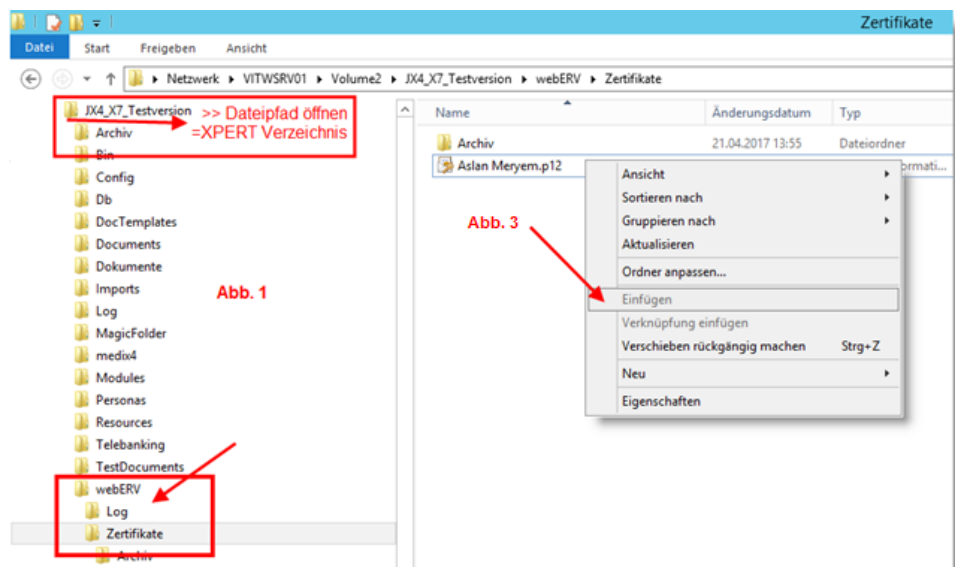 Zertifikate
Datei Start Freigeben Ansicht
Netzwerk ▸ VITWSRV01 ▸ Volume2 ▸ JX4_X7_Testversion ▸ webERV ▸ Zertifikate
JX4_X7_Testversion
>> Dateipfad öffnen
=XPERT Verzeichnis
Archiv
Bin
Config
Db
DocTemplates
Documents
Dokumente
Imports
Log
MagicFolder
medix4
Modules
Personas
Resources
Telebanking
TestDocuments
webERV
Log
Zertifikate
Archiv
Abb. 1
Name Änderungsdatum Typ
Archiv 21.04.2017 13:55 Dateiordner
Aslan Meryem.p12 ormati...
Abb. 3
Ansicht
Sortieren nach
Gruppieren nach
Aktualisieren
Ordner anpassen...
Einfügen
Verknüpfung einfügen
Verschieben rückgängig machen Strg+Z
Neu
Eigenschaften